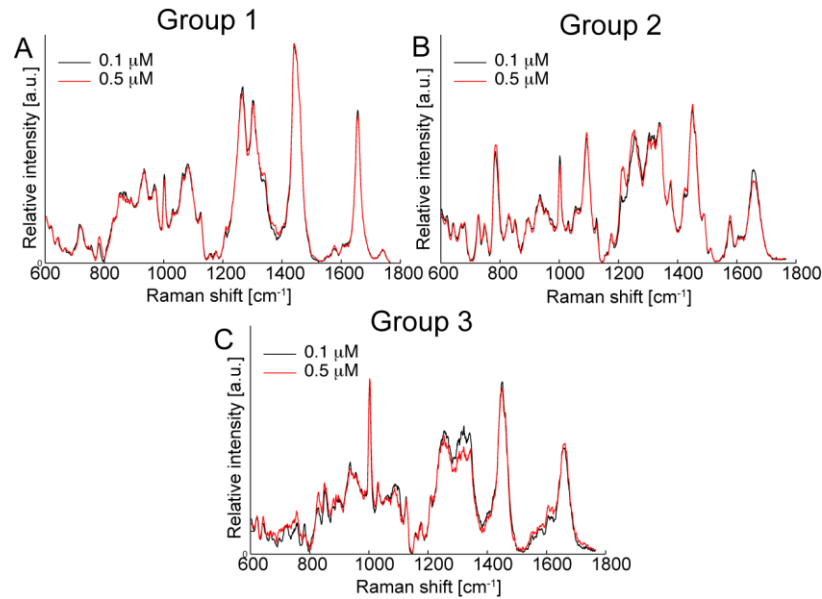 Group 1
A
0.1 μM
0.5 μM
Relative intensity [a.u.]
0
600 800 1000 1200 1400 1600 1800
Raman shift [cm⁻¹]
Group 2
B
0.1 μM
0.5 μM
Relative intensity [a.u.]
0
600 800 1000 1200 1400 1600 1800
Raman shift [cm⁻¹]
Group 3
C
0.1 μM
0.5 μM
Relative intensity [a.u.]
0
600 800 1000 1200 1400 1600 1800
Raman shift [cm⁻¹]